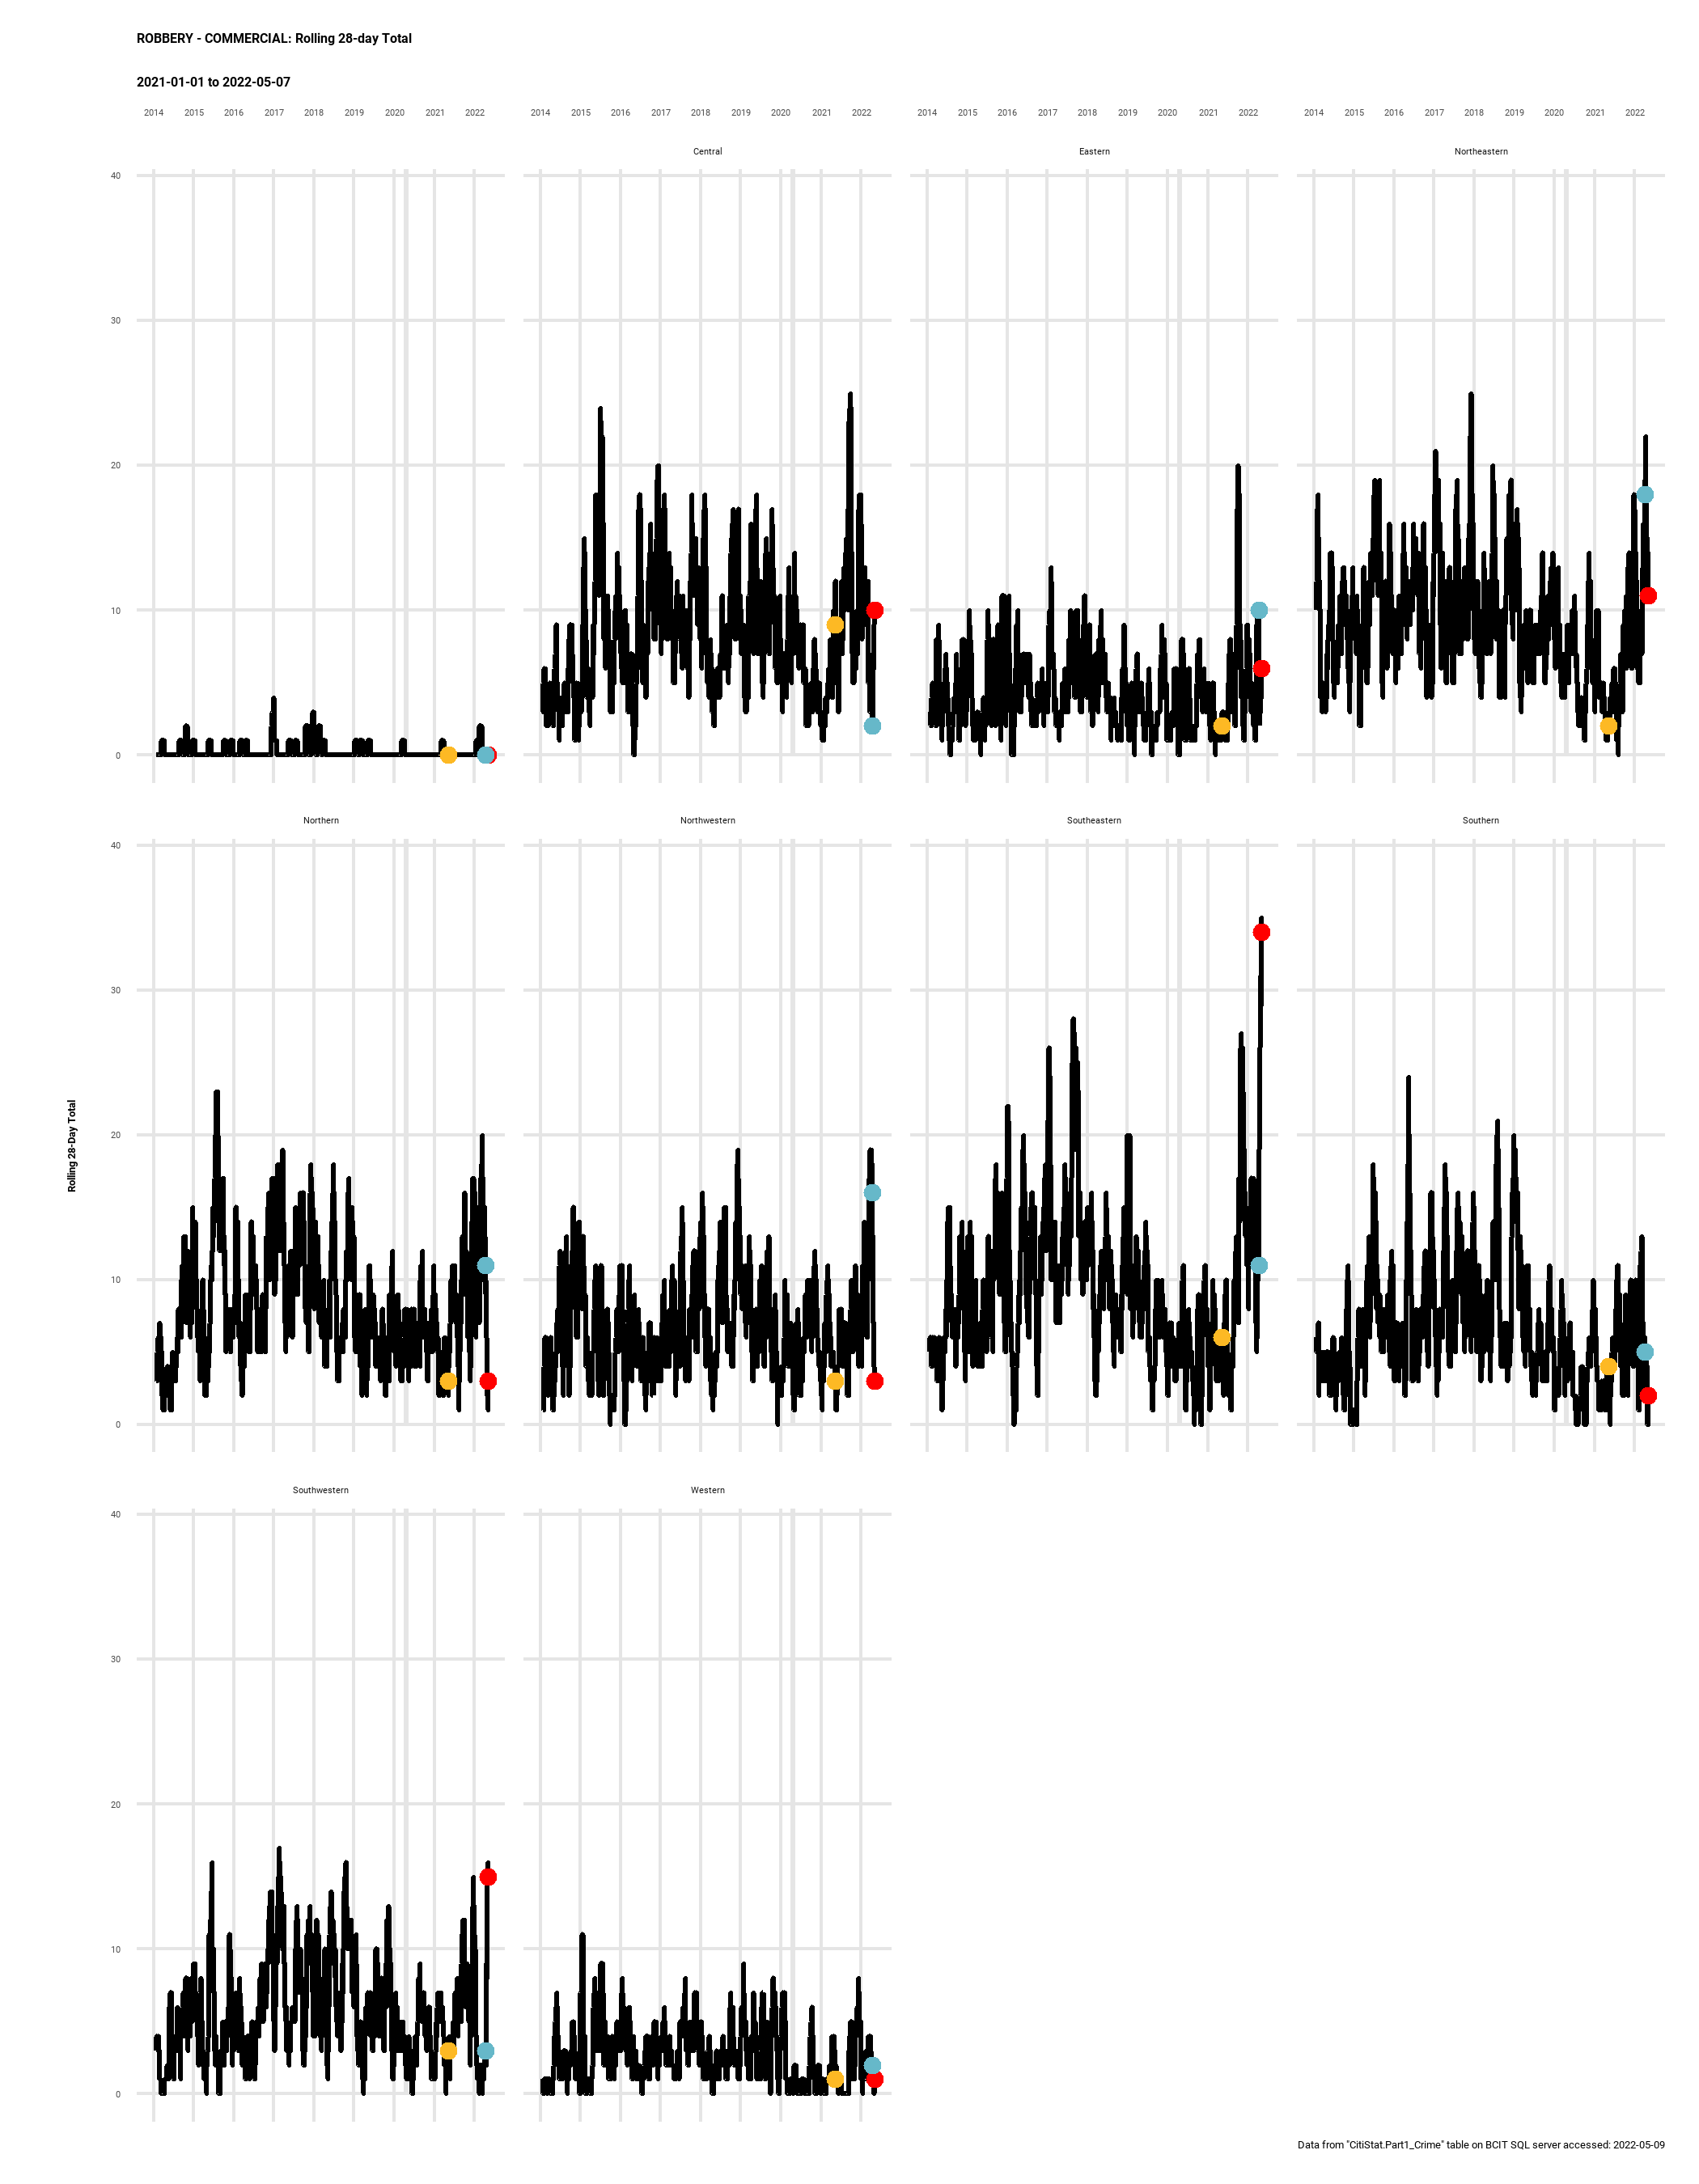 ROBBERY - COMMERCIAL: Rolling 28-day Total
2021-01-01 to 2022-05-07
2014 2015 2016 2017 2018 2019 2020 2021 2022 2014 2015 2016 2017 2018 2019 2020 2021 2022 2014 2015 2016 2017 2018 2019 2020 2021 2022 2014 2015 2016 2017 2018 2019 2020 2021 2022
Central Eastern Northeastern
40
30
20
10
0
Northern Northwestern Southeastern Southern
40
30
Rolling 28-Day Total
20
10
0
Southwestern Western
40
30
20
10
0
Data from "CitiStat.Part1_Crime" table on BCIT SQL server accessed: 2022-05-09